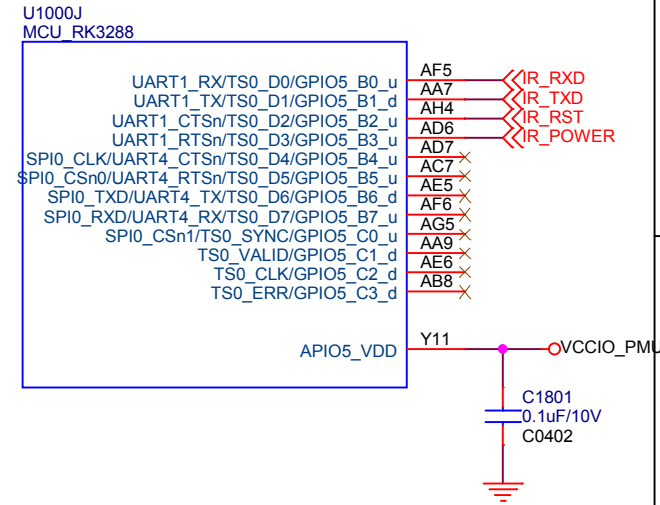 U1000J
MCU_RK3288
UART1_RX/TS0_D0/GPIO5_B0_u AF5 IR_RXD
UART1_TX/TS0_D1/GPIO5_B1_d AA7 IR_TXD
UART1_CTSn/TS0_D2/GPIO5_B2_u AH4 IR_RST
UART1_RTSn/TS0_D3/GPIO5_B3_u AD6 IR_POWER
SPI0_CLK/UART4_CTSn/TS0_D4/GPIO5_B4_u AD7
SPI0_CSn0/UART4_RTSn/TS0_D5/GPIO5_B5_u AC7
SPI0_TXD/UART4_TX/TS0_D6/GPIO5_B6_d AE5
SPI0_RXD/UART4_RX/TS0_D7/GPIO5_B7_u AF6
SPI0_CSn1/TS0_SYNC/GPIO5_C0_u AG5
TS0_VALID/GPIO5_C1_d AA9
TS0_CLK/GPIO5_C2_d AE6
TS0_ERR/GPIO5_C3_d AB8
APIO5_VDD Y11 VCCIO_PMU
C1801
0.1uF/10V
C0402